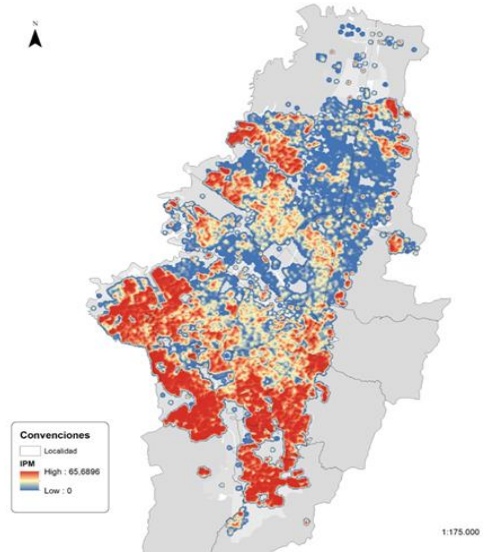 N
Convenciones
Localidad
IPM
High : 65.6896
Low : 0
1:175.000